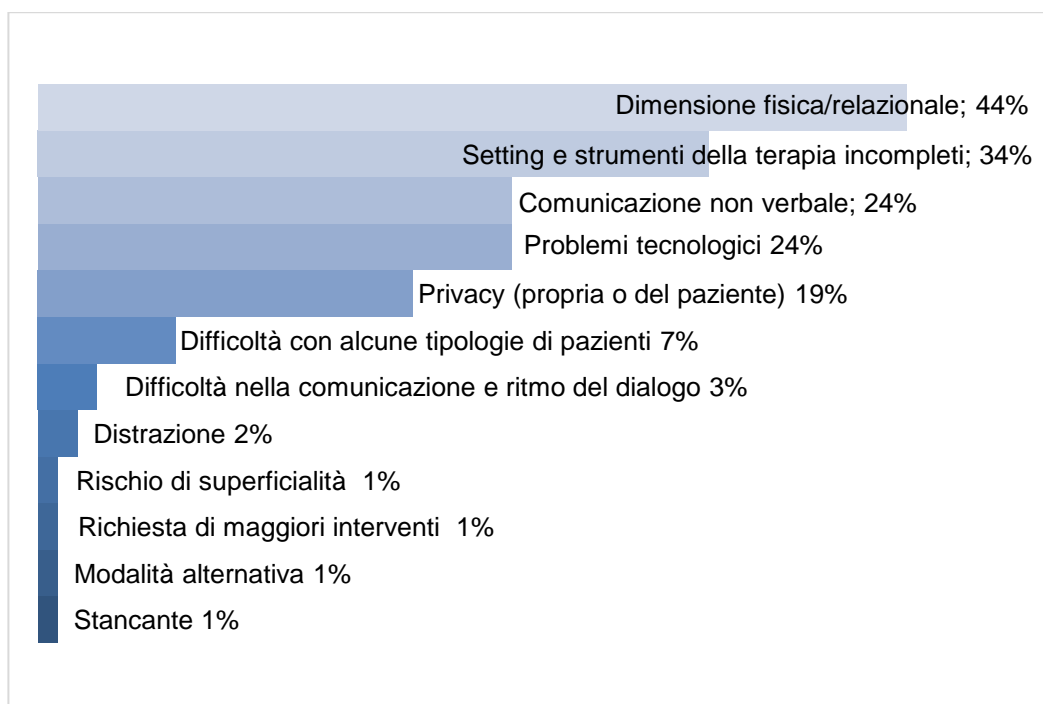 Dimensione fisica/relazionale; 44%
Setting e strumenti della terapia incompleti; 34%
Comunicazione non verbale; 24%
Problemi tecnologici 24%
Privacy (propria o del paziente) 19%
Difficoltà con alcune tipologie di pazienti 7%
Difficoltà nella comunicazione e ritmo del dialogo 3%
Distrazione 2%
Rischio di superficialità  1%
Richiesta di maggiori interventi  1%
Modalità alternativa 1%
Stancante 1%